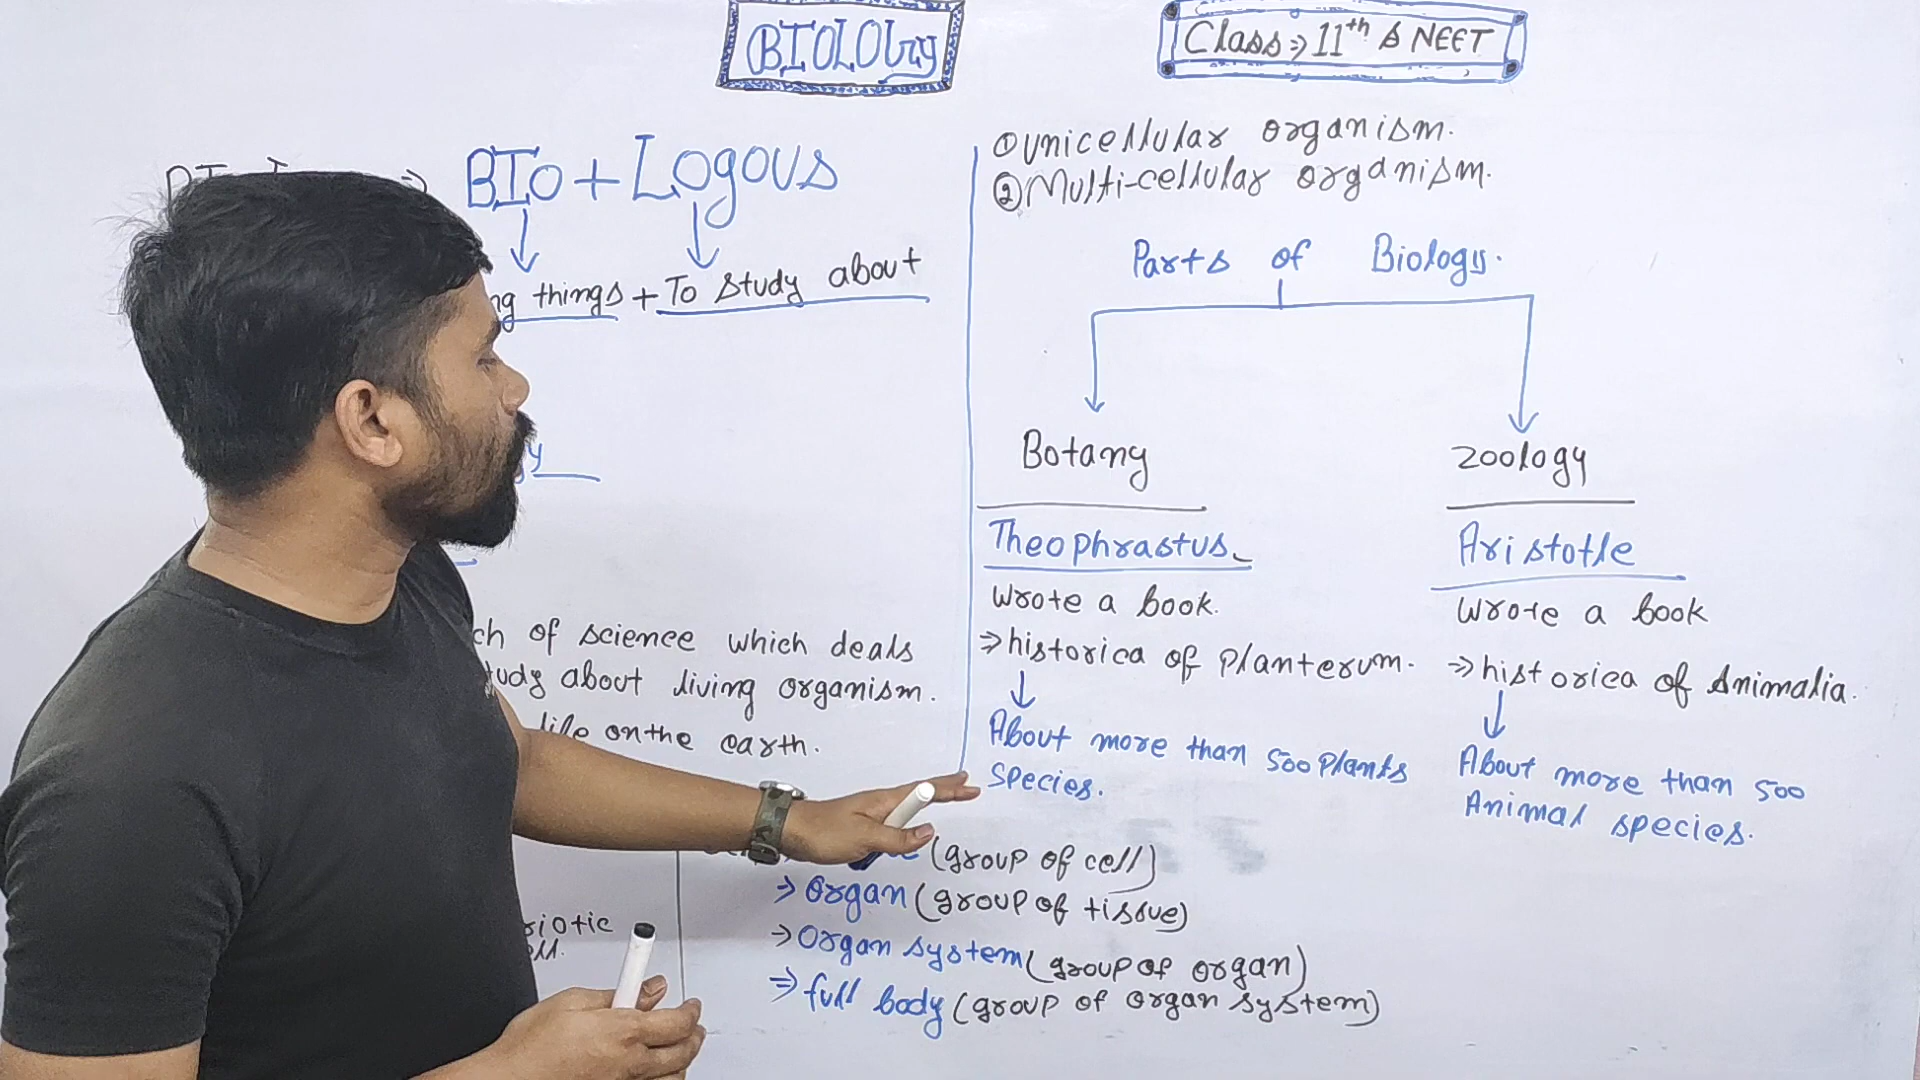 BIOLOGY
Class ⇒ 11th & NEET
BIo + Logous
things + To study about
y
ch of science which deals
tudy about living organism.
life on the earth.
riotic
ll.
① unicellular organism.
② Multi-cellular organism.
Parts of Biology.
Botany
Theophrastus
wrote a book.
⇒ historica of Planterum.
About more than 500 Plants
species.
zoology
Aristotle
wrote a book
⇒ historica of Animalia.
About more than 500
Animal species.
(group of cell)
⇒ Organ (group of tissue)
⇒ Organ system (group of organ)
⇒ full body (group of organ system)